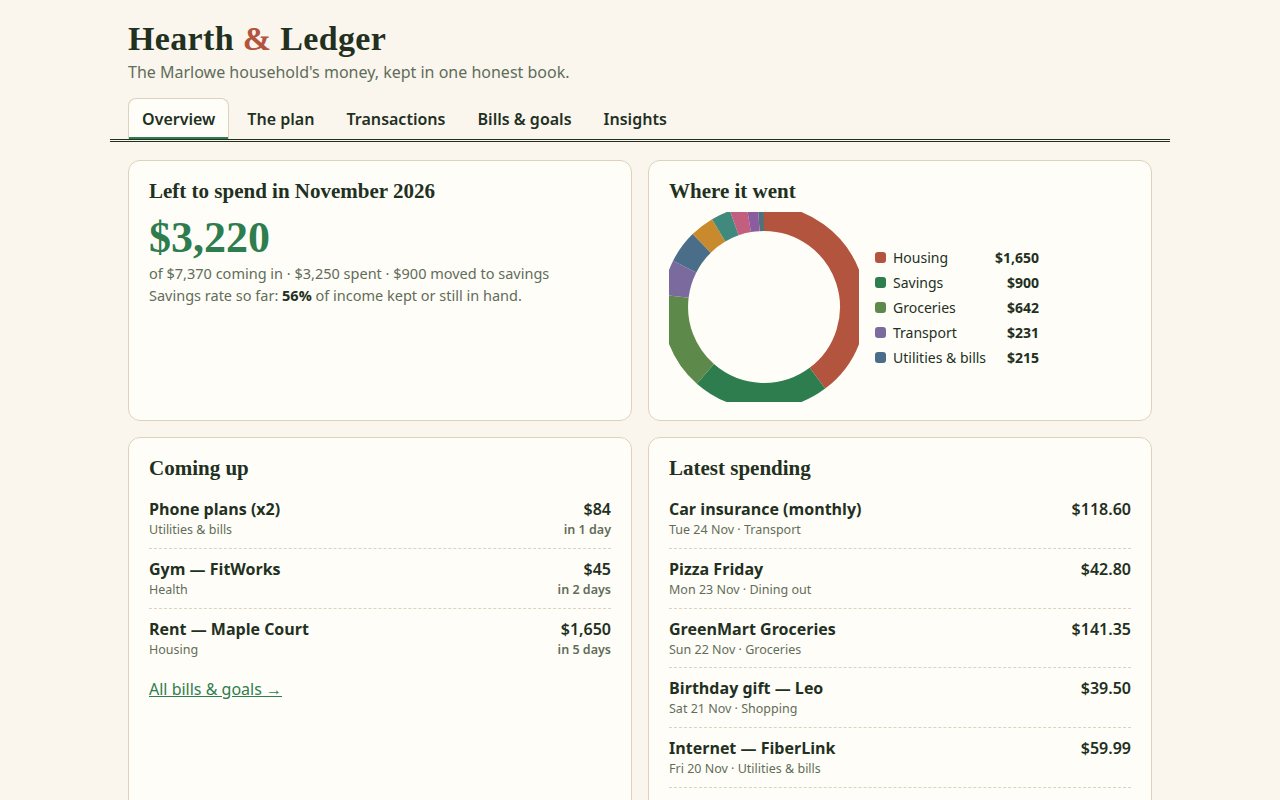 Hearth & Ledger
The Marlowe household's money, kept in one honest book.
Overview
The plan
Transactions
Bills & goals
Insights
Left to spend in November 2026
$3,220
of $7,370 coming in · $3,250 spent · $900 moved to savings
Savings rate so far: 56% of income kept or still in hand.
Where it went
Housing $1,650
Savings $900
Groceries $642
Transport $231
Utilities & bills $215
Coming up
Phone plans (x2) $84
Utilities & bills in 1 day
Gym — FitWorks $45
Health in 2 days
Rent — Maple Court $1,650
Housing in 5 days
All bills & goals →
Latest spending
Car insurance (monthly) $118.60
Tue 24 Nov · Transport
Pizza Friday $42.80
Mon 23 Nov · Dining out
GreenMart Groceries $141.35
Sun 22 Nov · Groceries
Birthday gift — Leo $39.50
Sat 21 Nov · Shopping
Internet — FiberLink $59.99
Fri 20 Nov · Utilities & bills